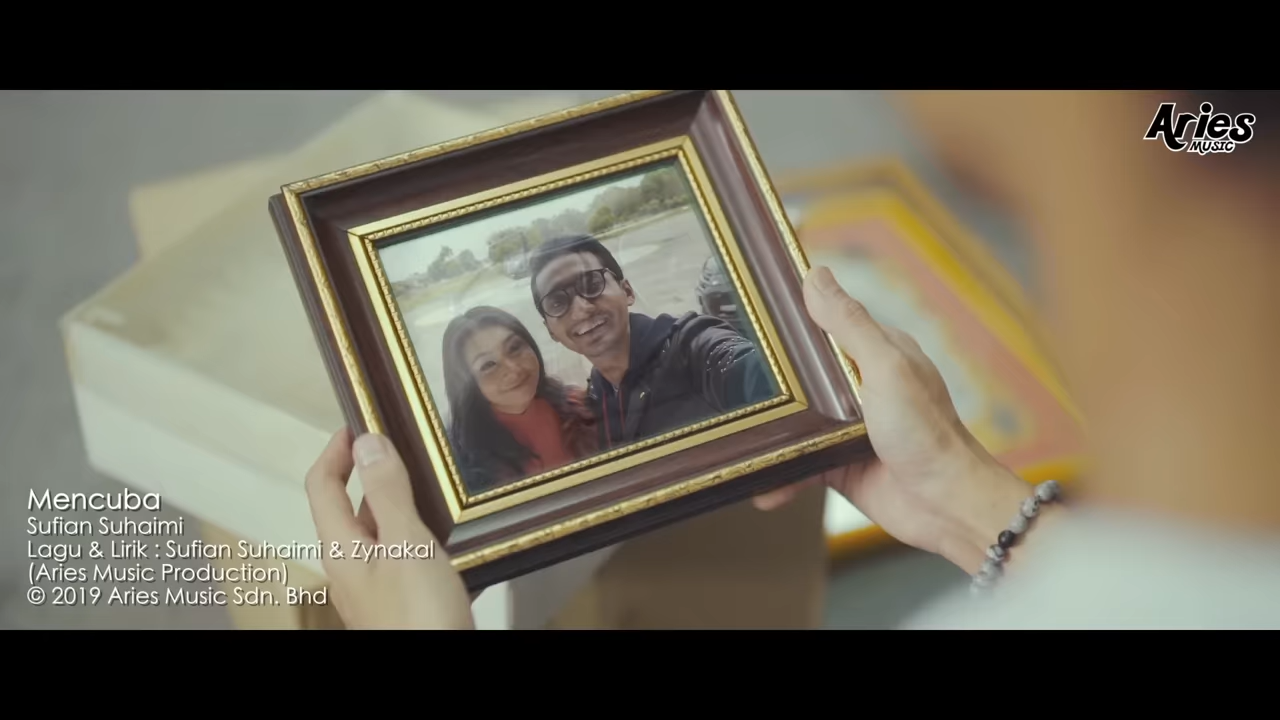 Aries
MUSIC
Mencuba
Sufian Suhaimi
Lagu & Lirik : Sufian Suhaimi & Zynakal
(Aries Music Production)
© 2019 Aries Music Sdn. Bhd